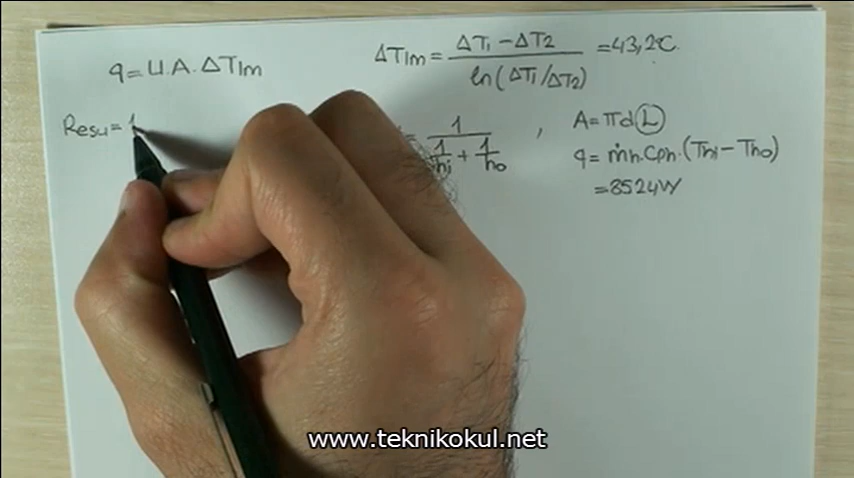 q = U.A.ΔTlm
ΔTlm = ΔT1 - ΔT2 / ln(ΔT1/ΔT2) = 43,2°C
Resu = 1
= 1 / 1/hi + 1/ho , A = πdL
q = ṁh.Cph.(Thi - Tho)
= 8524W
www.teknikokul.net